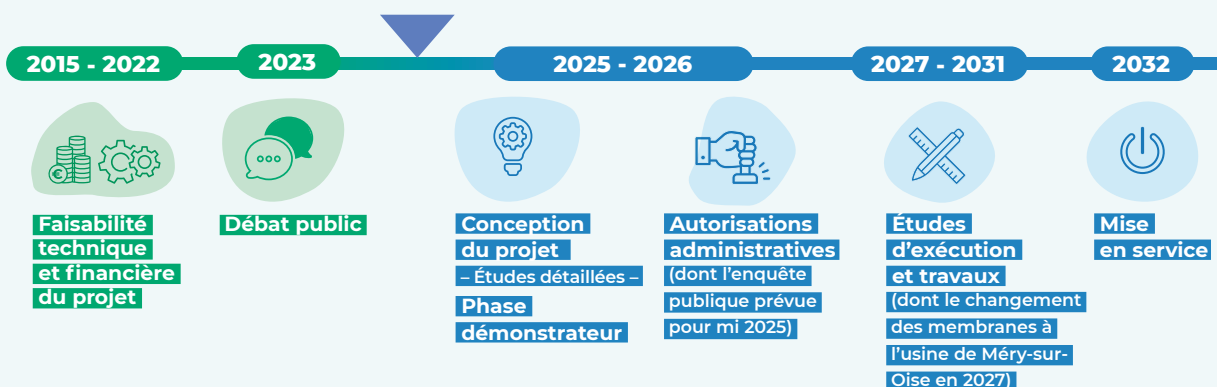 2015 - 2022
2023
2025 - 2026
2027 - 2031
2032
€
Faisabilité
technique
et financière
du projet
Débat public
Conception
du projet
– Études détaillées –
Phase
démonstrateur
Autorisations
administratives
(dont l’enquête
publique prévue
pour mi 2025)
Études
d’exécution
et travaux
(dont le changement
des membranes à
l’usine de Méry-sur-
Oise en 2027)
Mise
en service